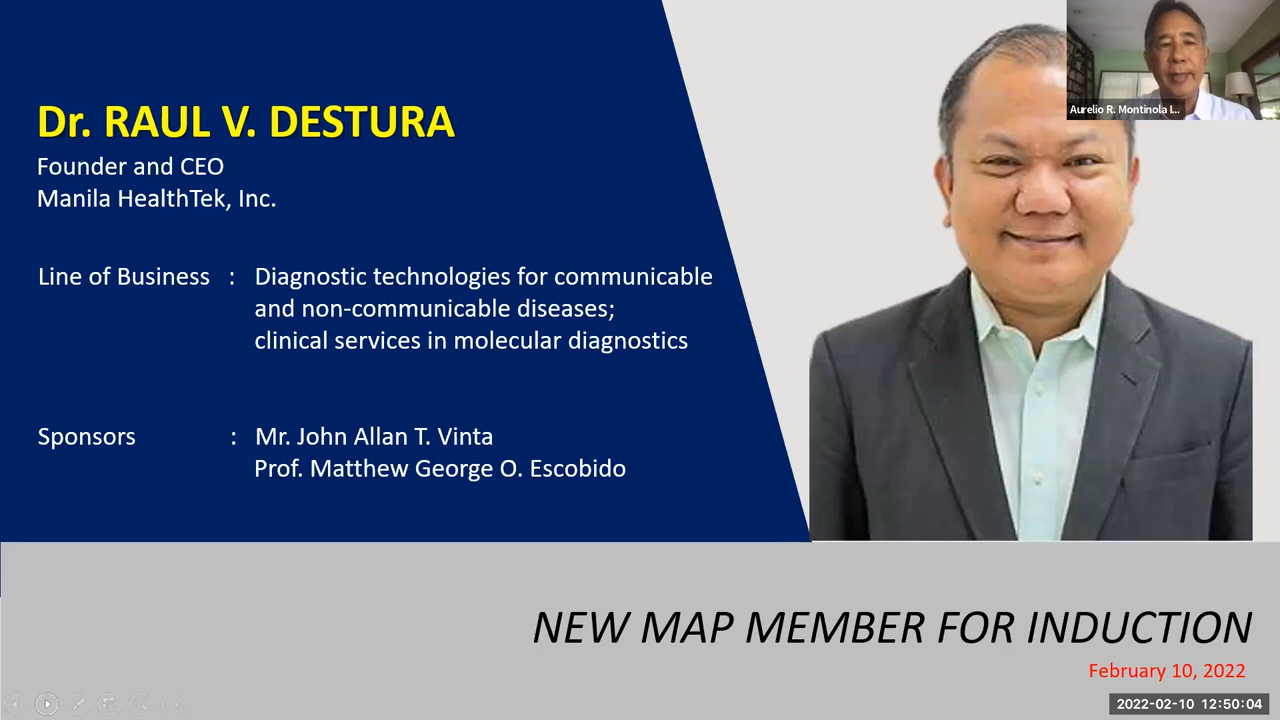 Dr. RAUL V. DESTURA
Founder and CEO
Manila HealthTek, Inc.
Line of Business : Diagnostic technologies for communicable
and non-communicable diseases;
clinical services in molecular diagnostics
Sponsors : Mr. John Allan T. Vinta
Prof. Matthew George O. Escobido
Aurelio R. Montinola I...
NEW MAP MEMBER FOR INDUCTION
February 10, 2022
2022-02-10 12:50:04